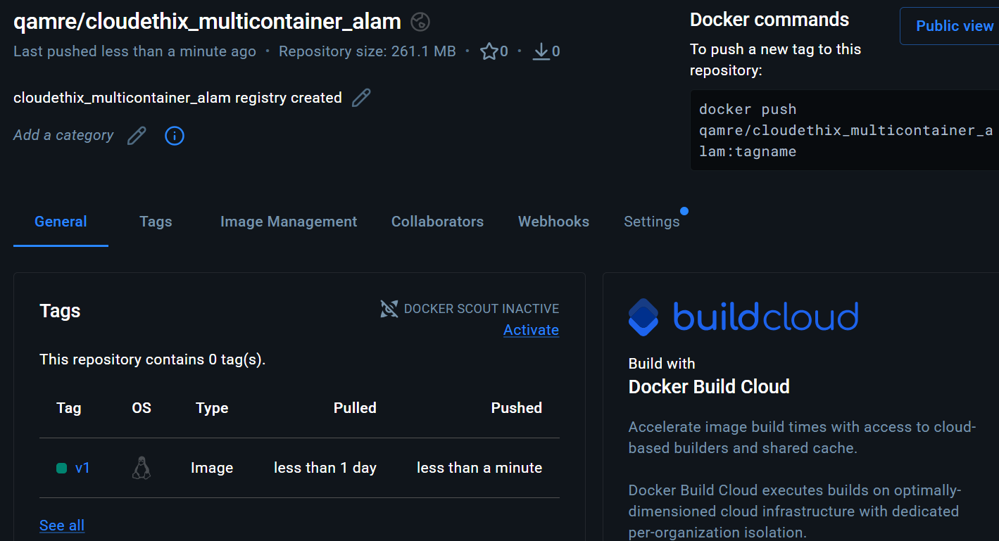 qamre/cloudethix_multicontainer_alam
Last pushed less than a minute ago · Repository size: 261.1 MB · 0 · 0
cloudethix_multicontainer_alam registry created
Add a category
Docker commands
Public view
To push a new tag to this
repository:
docker push
qamre/cloudethix_multicontainer_a
lam:tagname
General Tags Image Management Collaborators Webhooks Settings
Tags
DOCKER SCOUT INACTIVE
Activate
This repository contains 0 tag(s).
Tag OS Type Pulled Pushed
v1 Image less than 1 day less than a minute
See all
buildcloud
Build with
Docker Build Cloud
Accelerate image build times with access to cloud-
based builders and shared cache.
Docker Build Cloud executes builds on optimally-
dimensioned cloud infrastructure with dedicated
per-organization isolation.